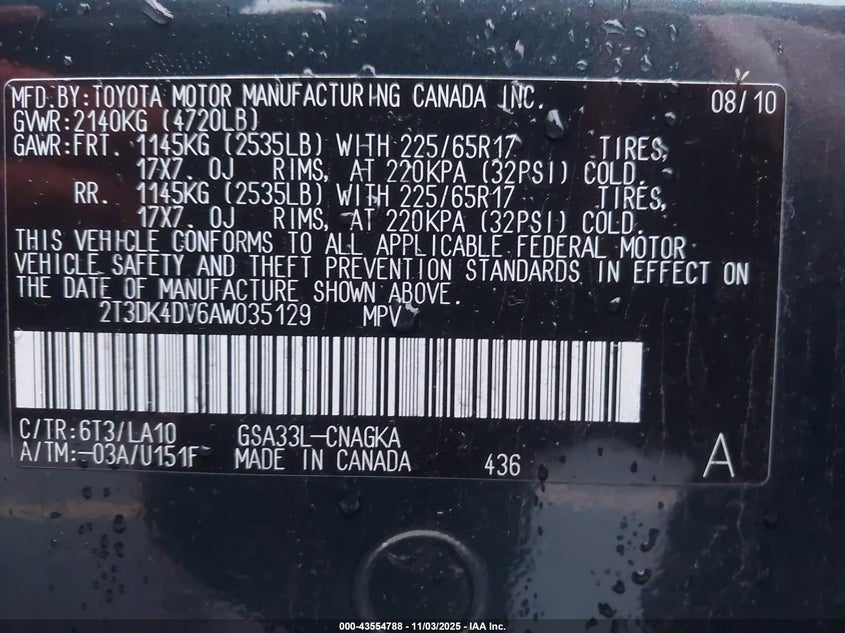 MFD.BY:TOYOTA MOTOR MANUFACTURING CANADA INC. 08/10
GVWR:2140KG (4720LB)
GAWR:FRT. 1145KG (2535LB) WITH 225/65R17 TIRES,
17X7.0J RIMS, AT 220KPA (32PSI) COLD.
RR. 1145KG (2535LB) WITH 225/65R17 TIRES,
17X7.0J RIMS, AT 220KPA (32PSI) COLD.
THIS VEHICLE CONFORMS TO ALL APPLICABLE FEDERAL MOTOR
VEHICLE SAFETY AND THEFT PREVENTION STANDARDS IN EFFECT ON
THE DATE OF MANUFACTURE SHOWN ABOVE.
2T3DK4DV6AW035129 MPV
C/TR:6T3/LA10 GSA33L-CNAGKA
A/TM:-03A/U151F MADE IN CANADA 436 A
000-43554788 - 11/03/2025 - IAA Inc.